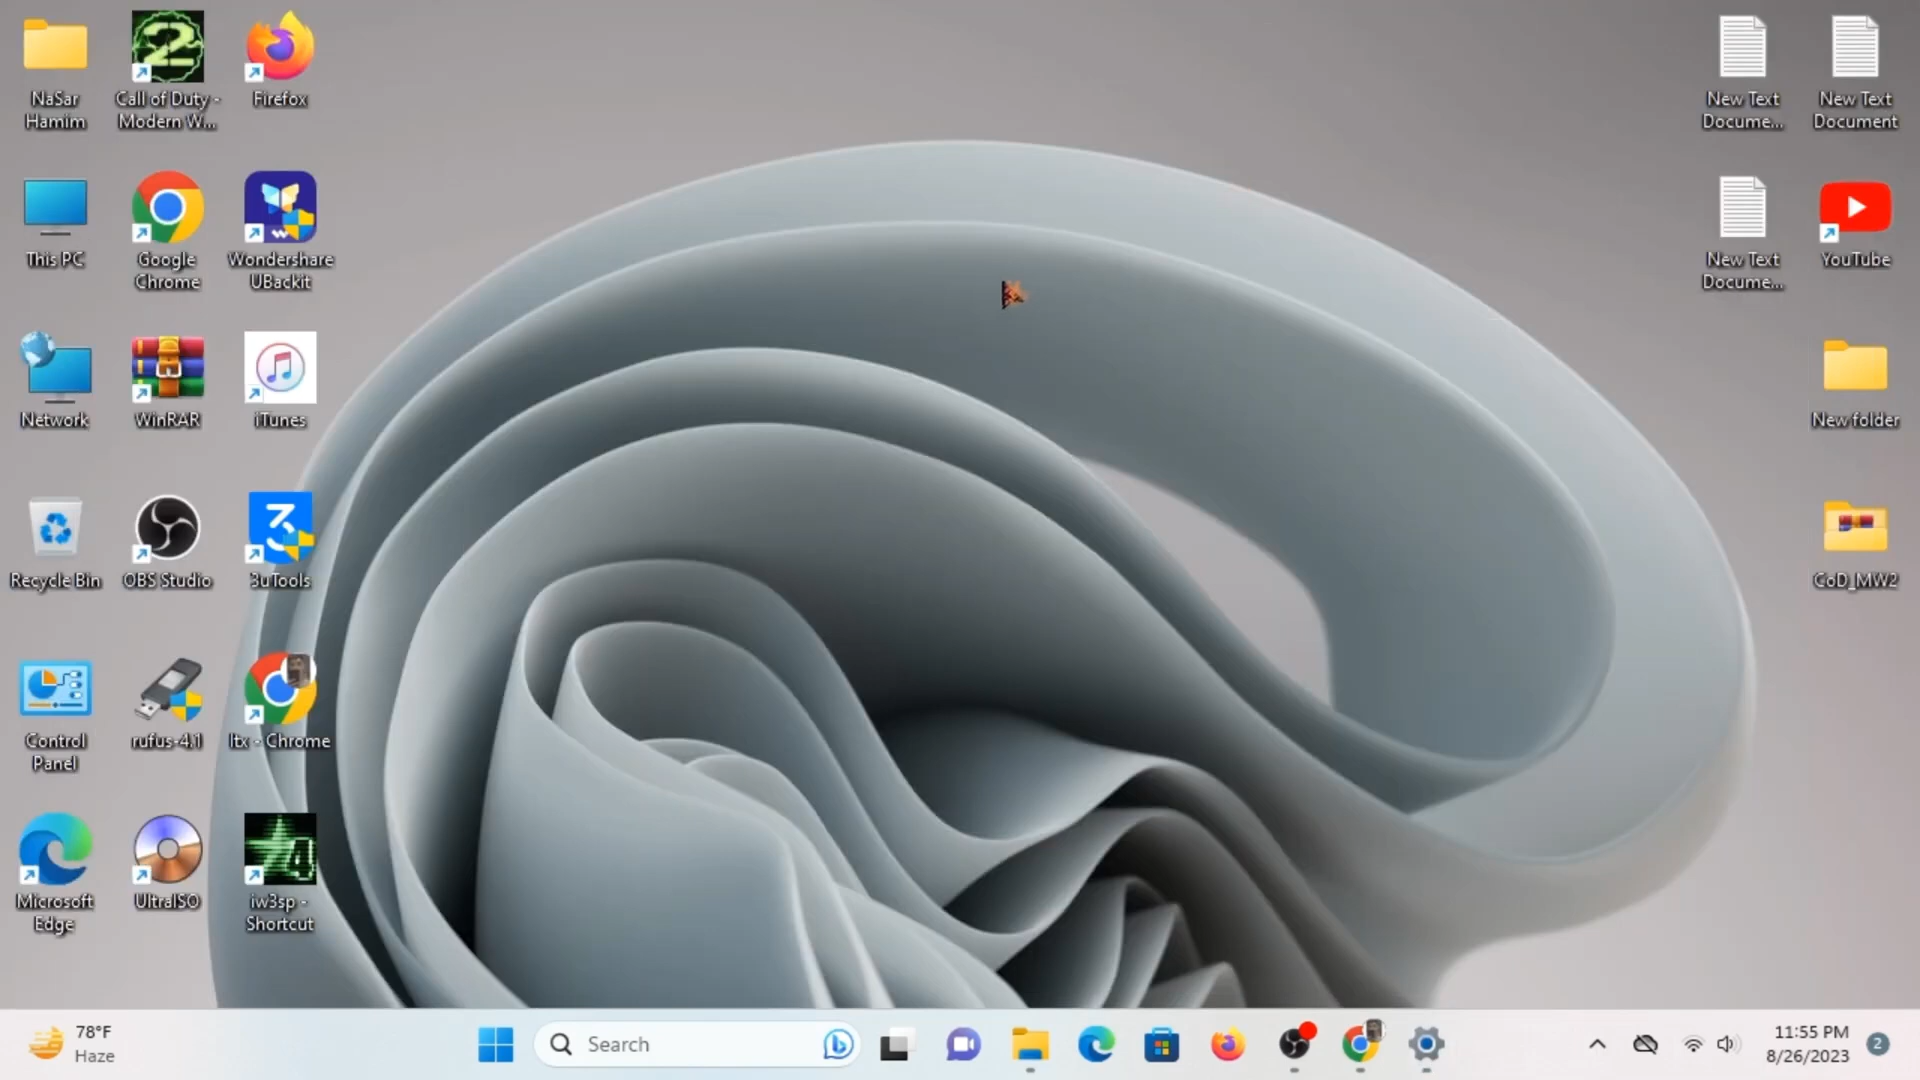 NaSar
Hamim
Call of Duty -
Modern W...
Firefox
New Text
Docume...
New Text
Document
This PC
Google
Chrome
Wondershare
UBackit
New Text
Docume...
YouTube
Network
WinRAR
iTunes
New folder
Recycle Bin
OBS Studio
3uTools
CoD_MW2
Control
Panel
rufus-4.1
ltx - Chrome
Microsoft
Edge
UltraISO
iw3sp -
Shortcut
78°F
Haze
Search
11:55 PM
8/26/2023
2